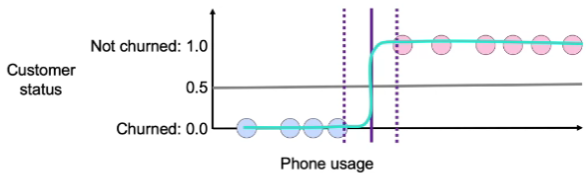 Not churned: 1.0
Customer
status
0.5
Churned: 0.0
Phone usage